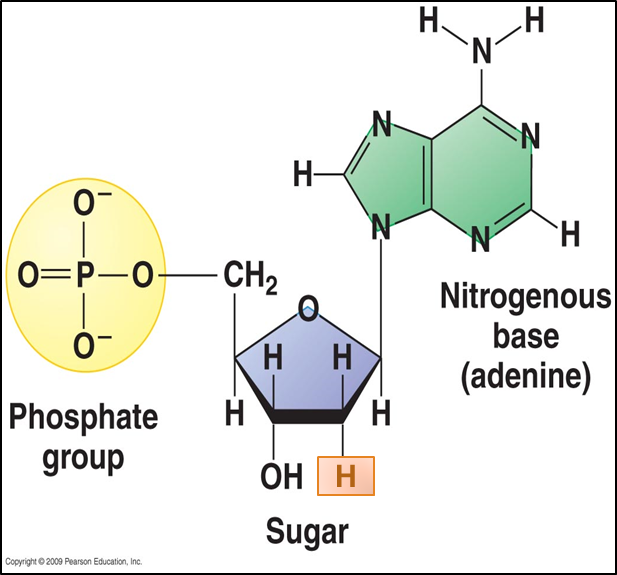 H H
N
N
N
H
N
N
H
O⁻
O=P—O—CH₂
O⁻
O
H H
H H
OH H
Nitrogenous
base
(adenine)
Phosphate
group
Sugar
Copyright © 2009 Pearson Education, Inc.